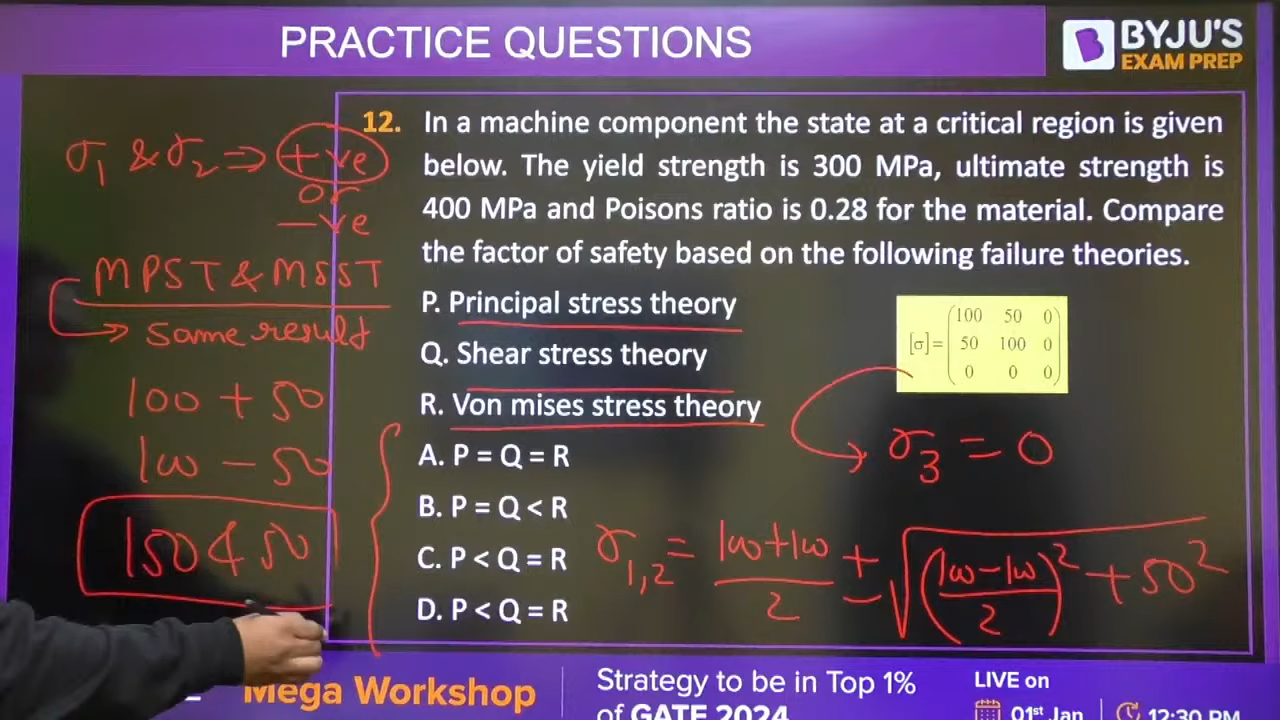 PRACTICE QUESTIONS
BYJU'S
EXAM PREP
σ₁ & σ₂ ⇒ +ve
or
−ve
MPST & MSST
→ same result
100 + 50
100 − 50
150 & 50
12. In a machine component the state at a critical region is given
below. The yield strength is 300 MPa, ultimate strength is
400 MPa and Poisons ratio is 0.28 for the material. Compare
the factor of safety based on the following failure theories.
P. Principal stress theory
Q. Shear stress theory
R. Von mises stress theory
[σ]= (100 50 0
50 100 0
0 0 0)
σ₃ = 0
A. P = Q = R
B. P = Q < R
C. P < Q = R
D. P < Q = R
σ₁,₂ = (100+100)/2 ± √(((100−100)/2)² + 50²)
Mega Workshop
Strategy to be in Top 1%
of GATE 2024
LIVE on
01st Jan
12:30 PM